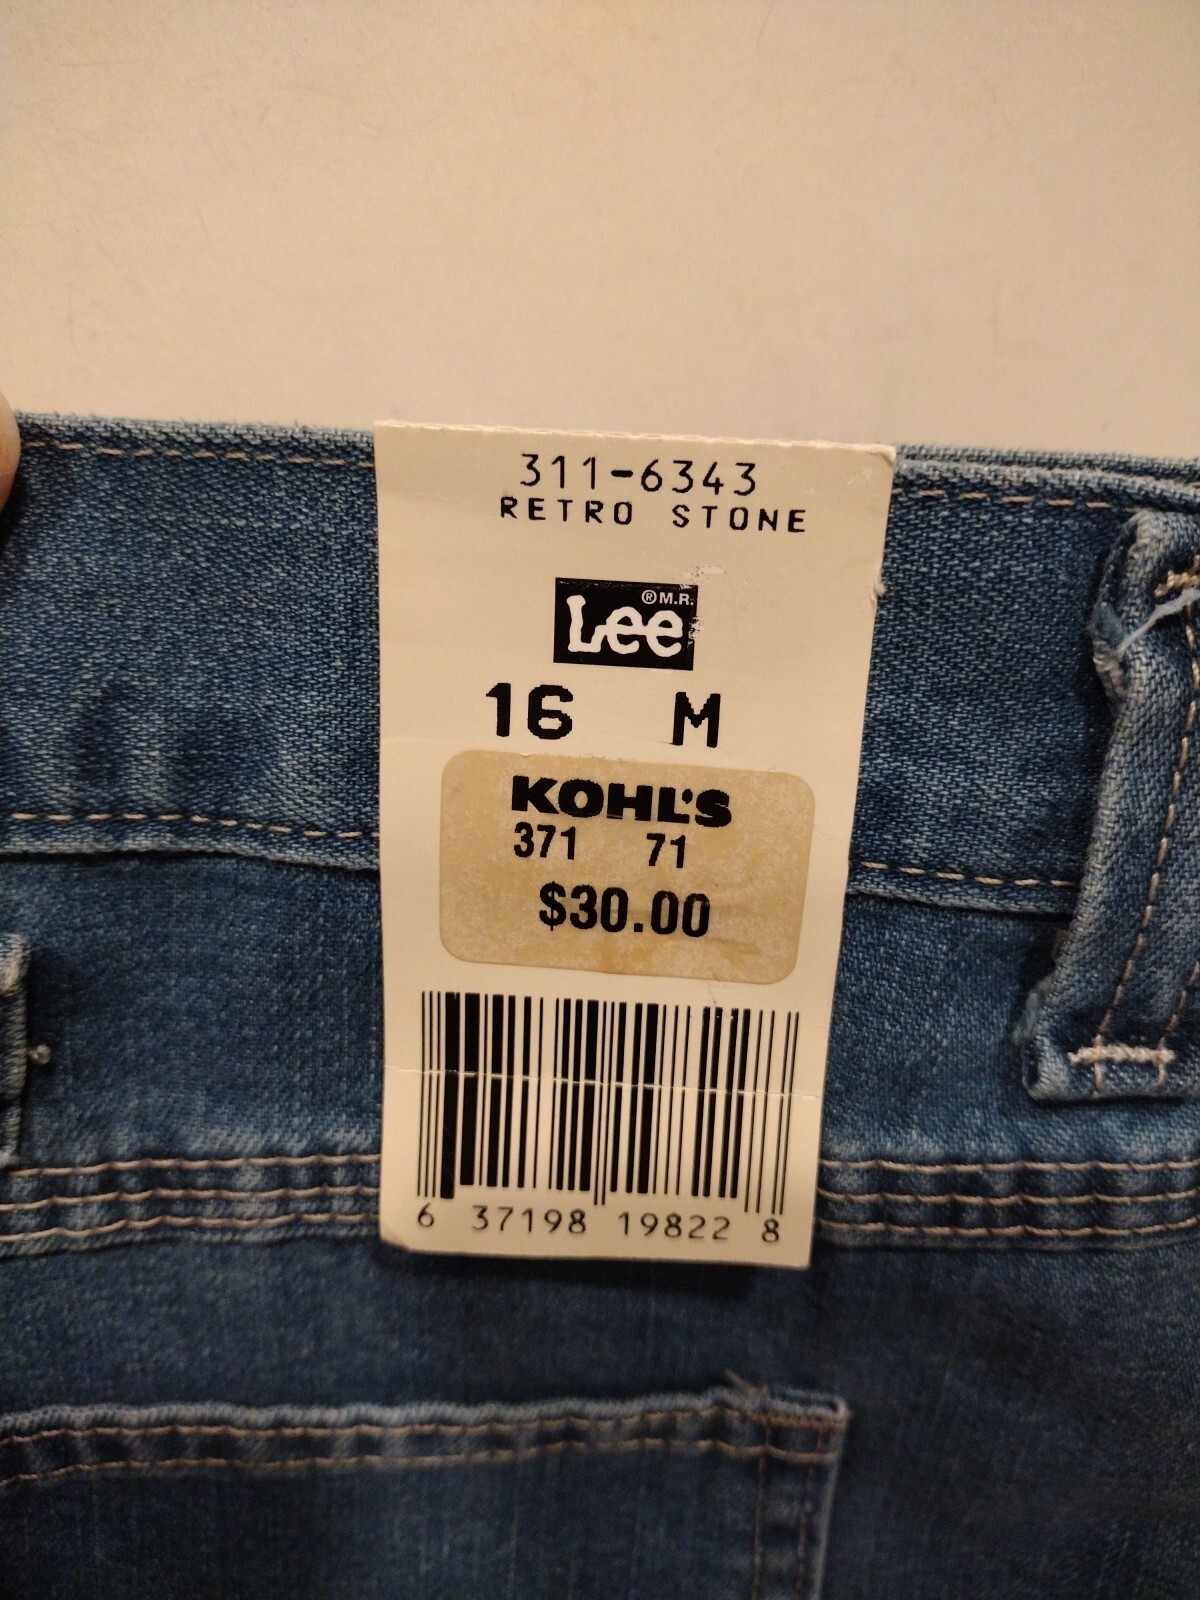 311-6343
RETRO STONE
® M.R.
Lee
16 M
KOHL'S
371 71
$30.00
6 37198 19822 8